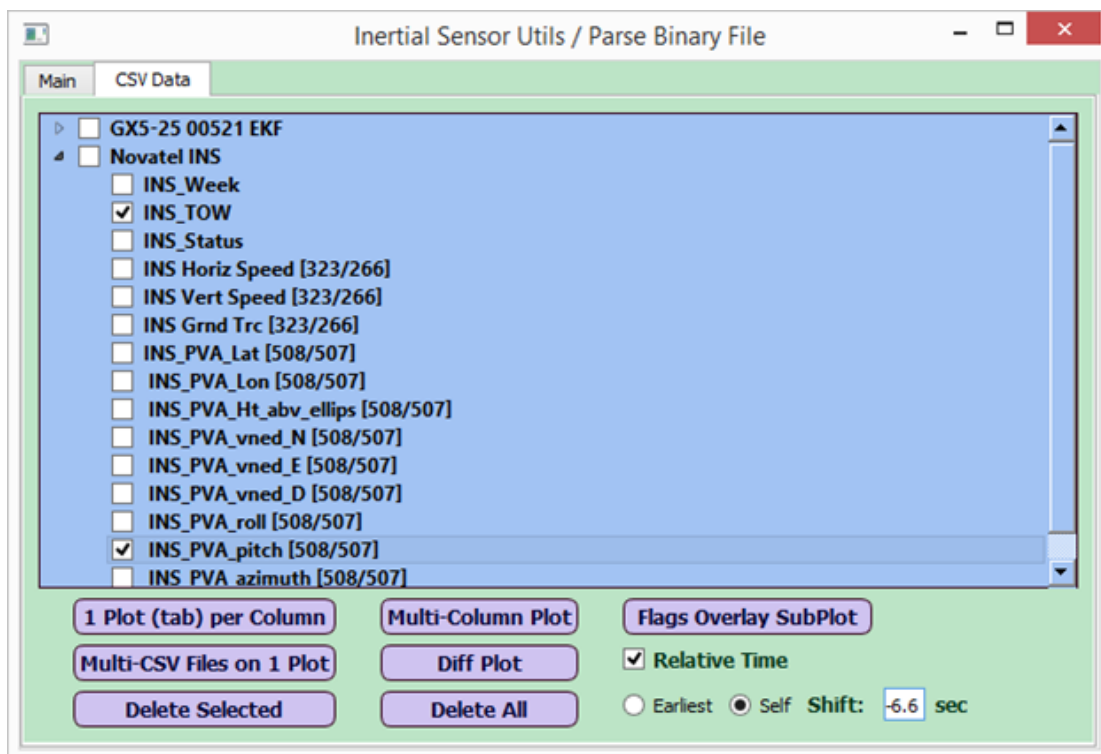 Inertial Sensor Utils / Parse Binary File
Main CSV Data
GX5-25 00521 EKF
Novatel INS
INS_Week
INS_TOW
INS_Status
INS Horiz Speed [323/266]
INS Vert Speed [323/266]
INS Grnd Trc [323/266]
INS_PVA_Lat [508/507]
INS_PVA_Lon [508/507]
INS_PVA_Ht_abv_ellips [508/507]
INS_PVA_vned_N [508/507]
INS_PVA_vned_E [508/507]
INS_PVA_vned_D [508/507]
INS_PVA_roll [508/507]
INS_PVA_pitch [508/507]
INS_PVA_azimuth [508/507]
1 Plot (tab) per Column Multi-Column Plot Flags Overlay SubPlot
Multi-CSV Files on 1 Plot Diff Plot Relative Time
Delete Selected Delete All Earliest Self Shift: -6.6 sec